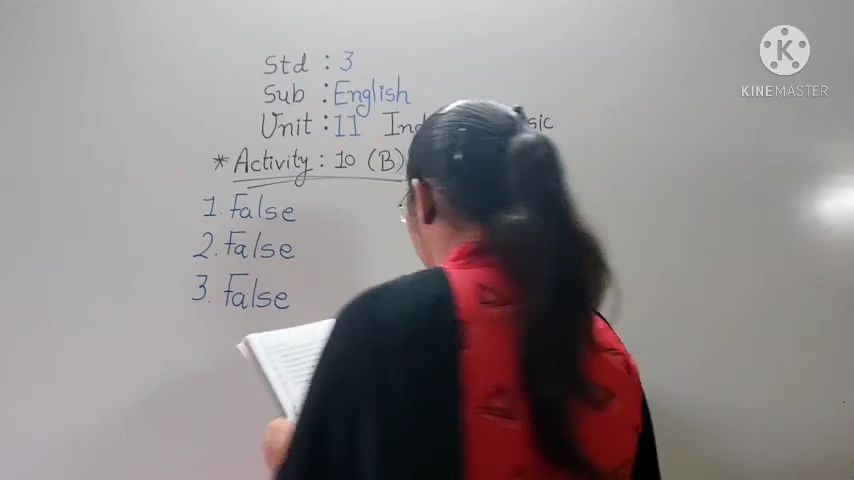 Std : 3
Sub : English
Unit : 11
* Activity : 10 (B)
1. False
2. False
3. False
K
KINEMASTER